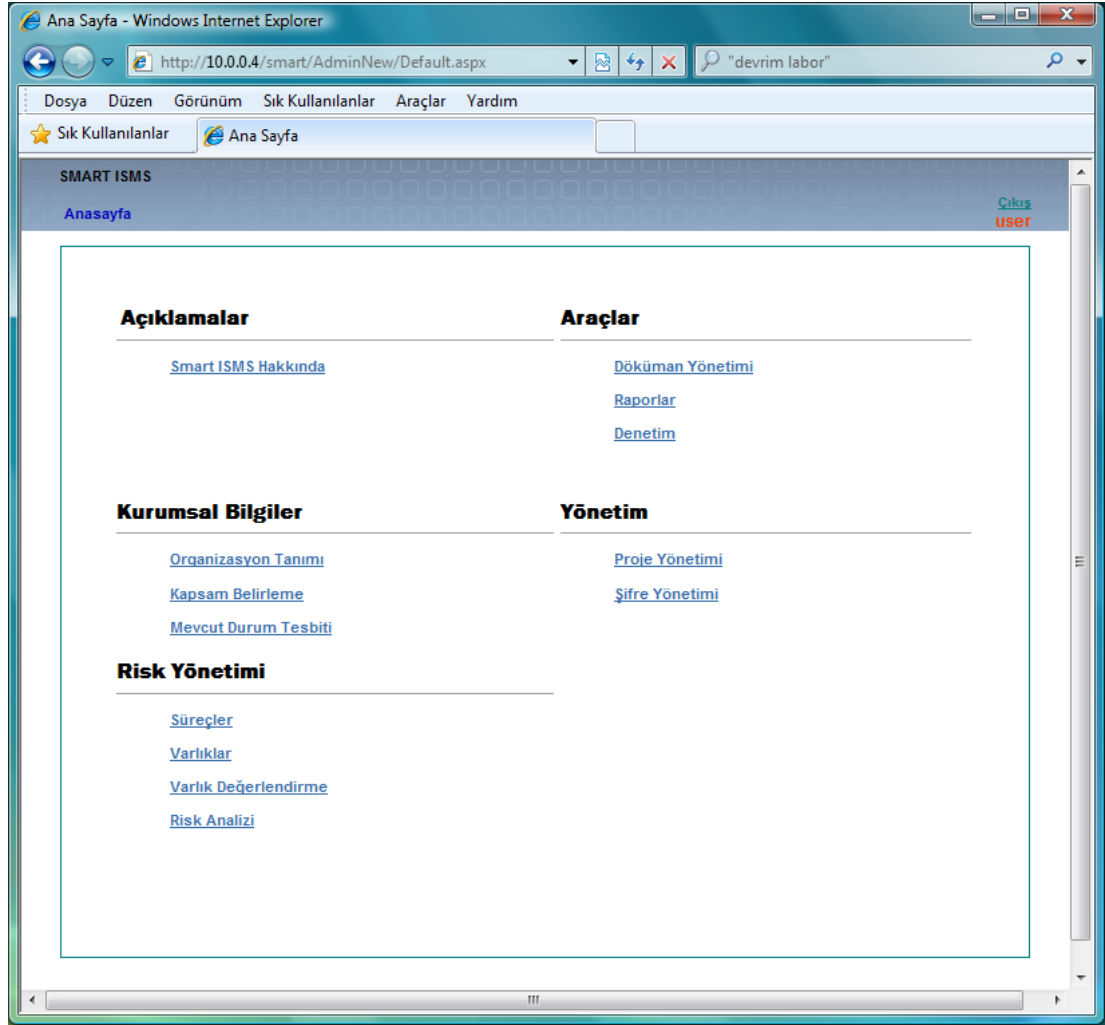 Ana Sayfa - Windows Internet Explorer
http://10.0.0.4/smart/AdminNew/Default.aspx
"devrim labor"
Dosya Düzen Görünüm Sık Kullanılanlar Araçlar Yardım
Sık Kullanılanlar
Ana Sayfa
SMART ISMS
Anasayfa
Çıkış
user
Açıklamalar
Smart ISMS Hakkında
Araçlar
Döküman Yönetimi
Raporlar
Denetim
Kurumsal Bilgiler
Organizasyon Tanımı
Kapsam Belirleme
Mevcut Durum Tesbiti
Yönetim
Proje Yönetimi
Şifre Yönetimi
Risk Yönetimi
Süreçler
Varlıklar
Varlık Değerlendirme
Risk Analizi